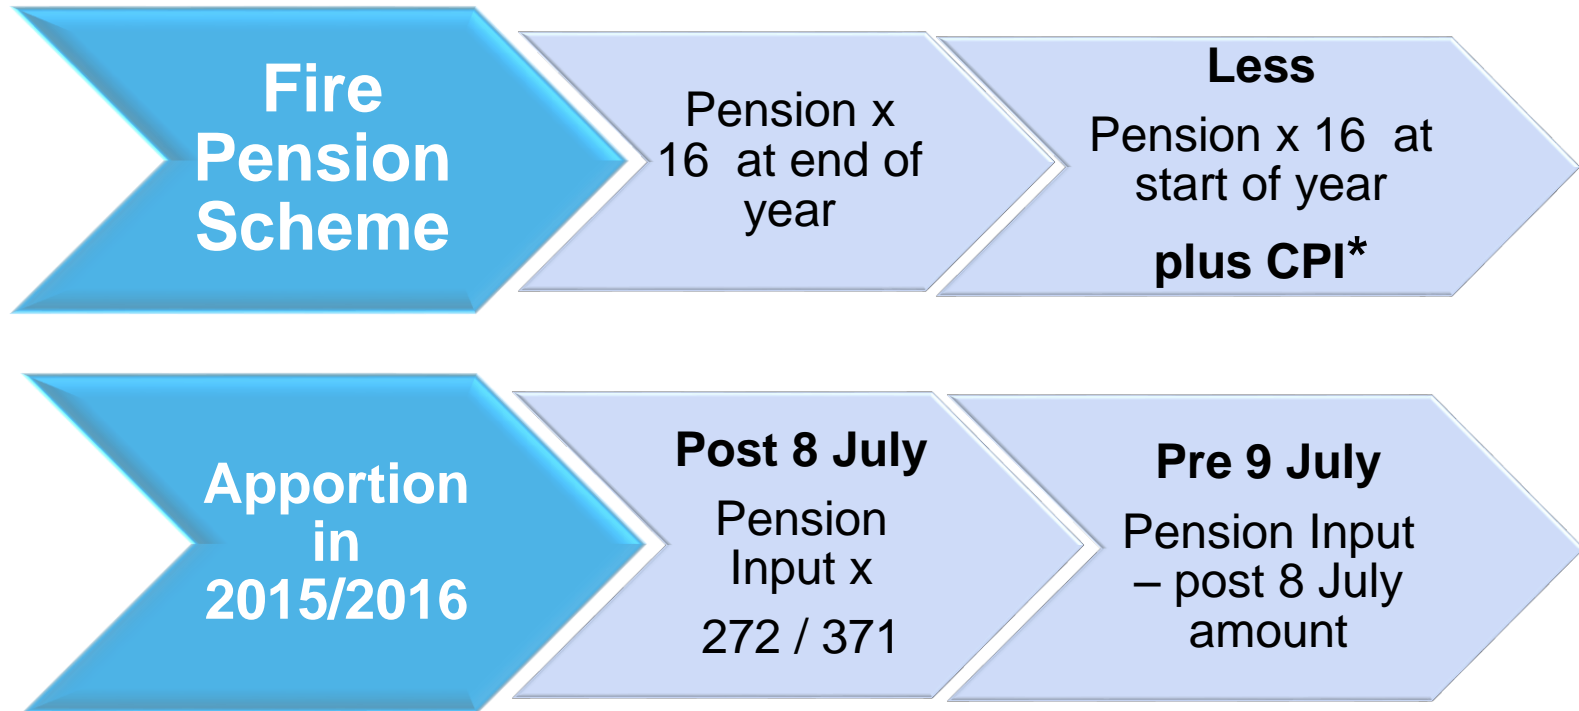 Fire
Pension
Scheme
Pension x
16 at end of
year
Less
Pension x 16 at
start of year
plus CPI*
Apportion
in
2015/2016
Post 8 July
Pension
Input x
272 / 371
Pre 9 July
Pension Input
– post 8 July
amount